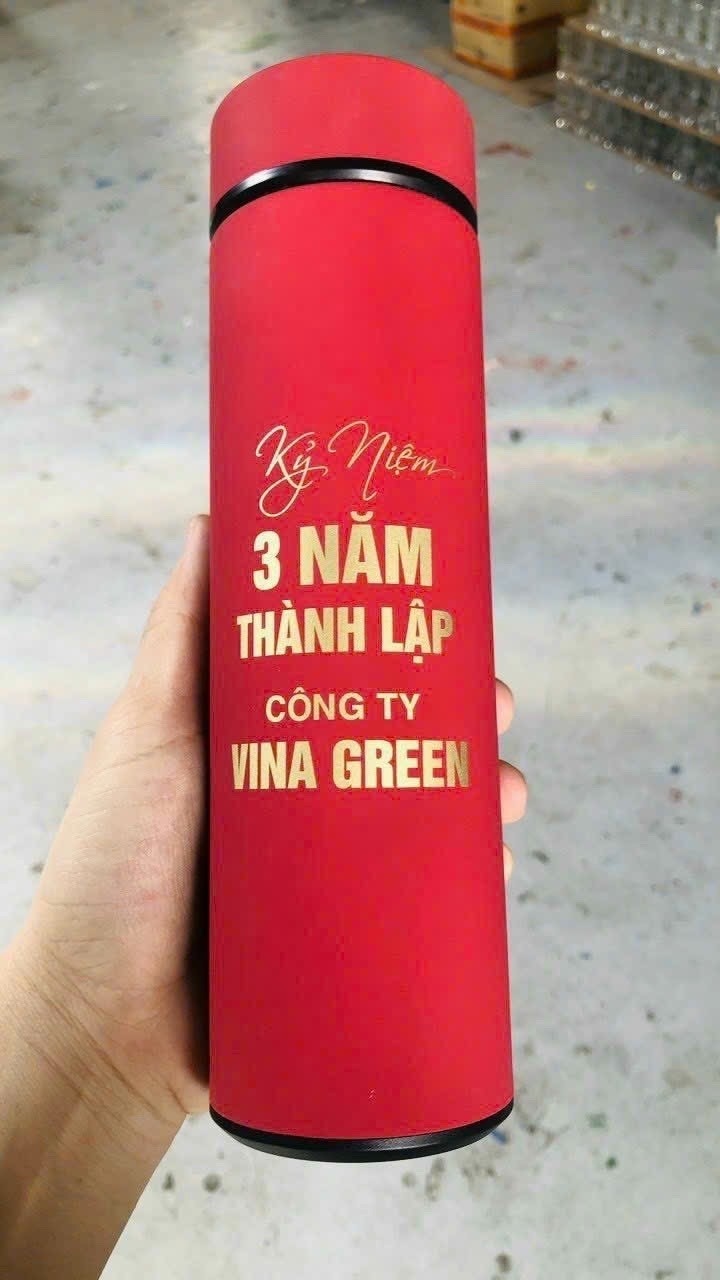 Kỷ Niệm
3 NĂM
THÀNH LẬP
CÔNG TY
VINA GREEN